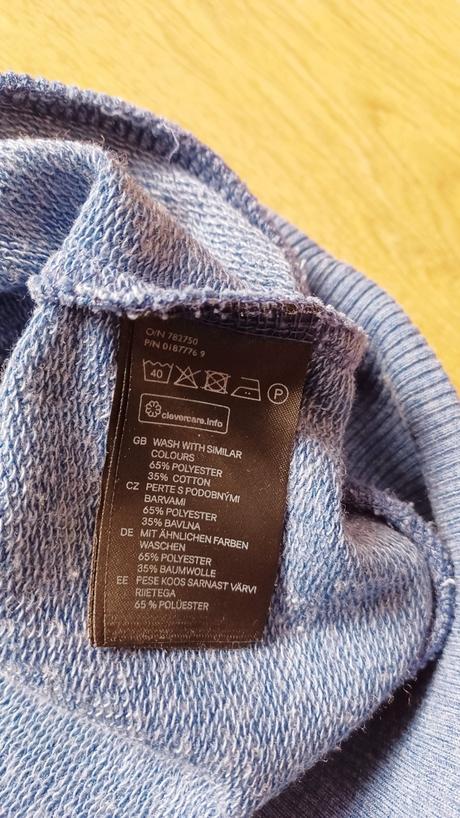 O/N 782750
P/N 0187776 9
40 P
clevercare.info
GB WASH WITH SIMILAR
COLOURS
65% POLYESTER
35% COTTON
CZ PERTE S PODOBNÝMI
BARVAMI
65% POLYESTER
35% BAVLNA
DE MIT ÄHNLICHEN FARBEN
WASCHEN
65% POLYESTER
35% BAUMWOLLE
EE PESE KOOS SARNAST VÄRVI
RIIETEGA
65 % POLÜESTER